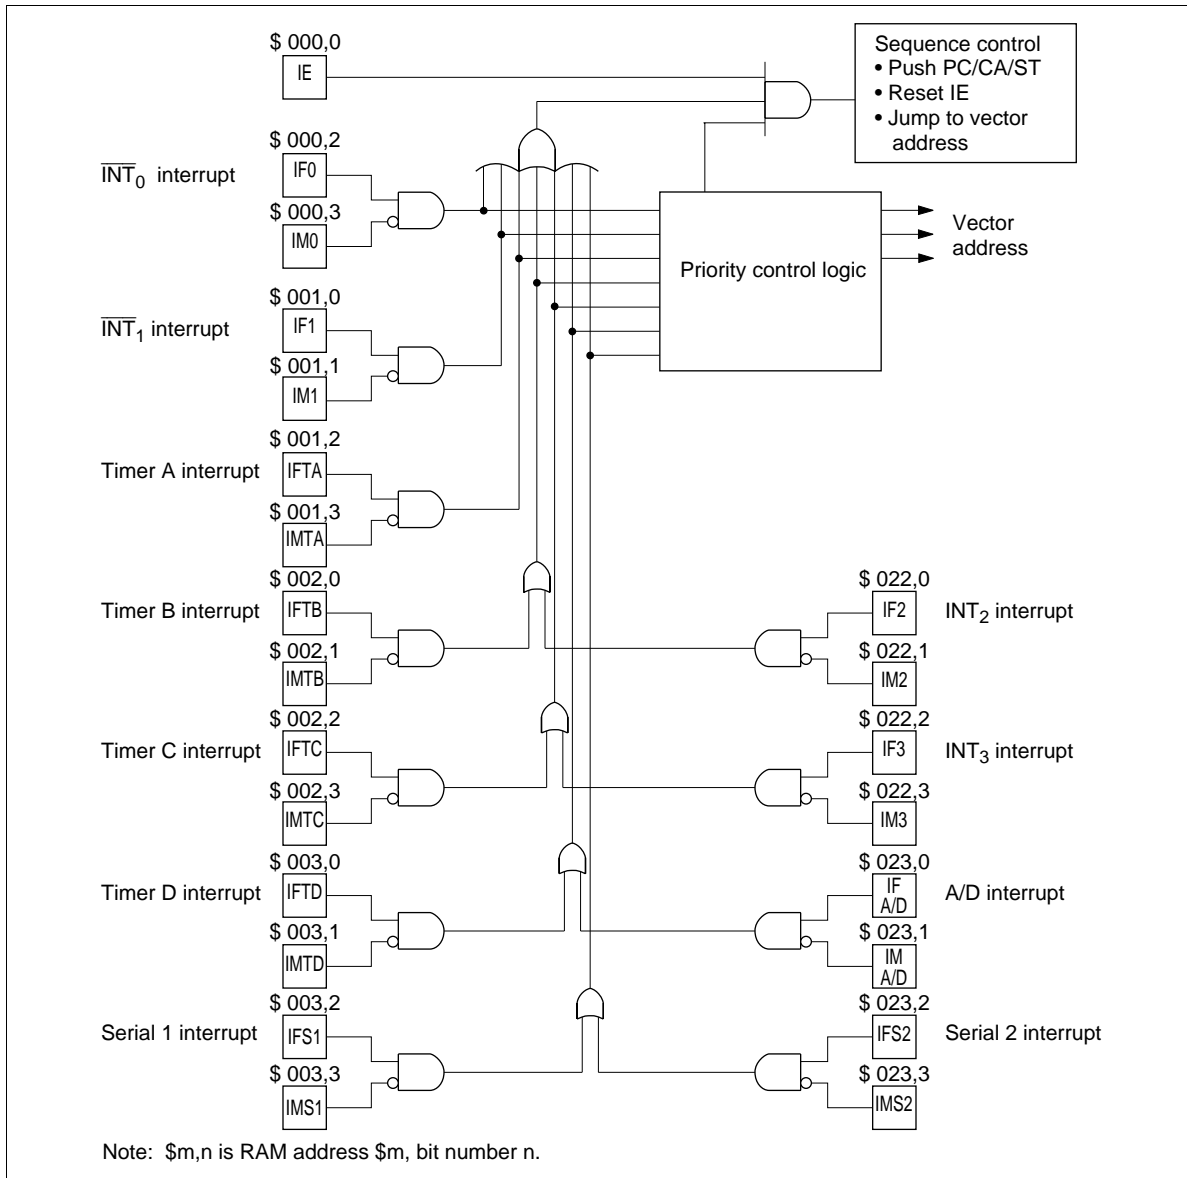 $ 000,0
IE
Sequence control
• Push PC/CA/ST
• Reset IE
• Jump to vector
address
$ 000,2
INT0 interrupt
IF0
$ 000,3
IM0
Priority control logic
Vector
address
$ 001,0
INT1 interrupt
IF1
$ 001,1
IM1
$ 001,2
Timer A interrupt
IFTA
$ 001,3
IMTA
$ 002,0
Timer B interrupt
IFTB
$ 002,1
IMTB
$ 022,0
IF2
INT2 interrupt
$ 022,1
IM2
$ 002,2
Timer C interrupt
IFTC
$ 002,3
IMTC
$ 022,2
IF3
INT3 interrupt
$ 022,3
IM3
$ 003,0
Timer D interrupt
IFTD
$ 003,1
IMTD
$ 023,0
IF
A/D
A/D interrupt
$ 023,1
IM
A/D
$ 003,2
Serial 1 interrupt
IFS1
$ 003,3
IMS1
$ 023,2
IFS2
Serial 2 interrupt
$ 023,3
IMS2
Note: $m,n is RAM address $m, bit number n.